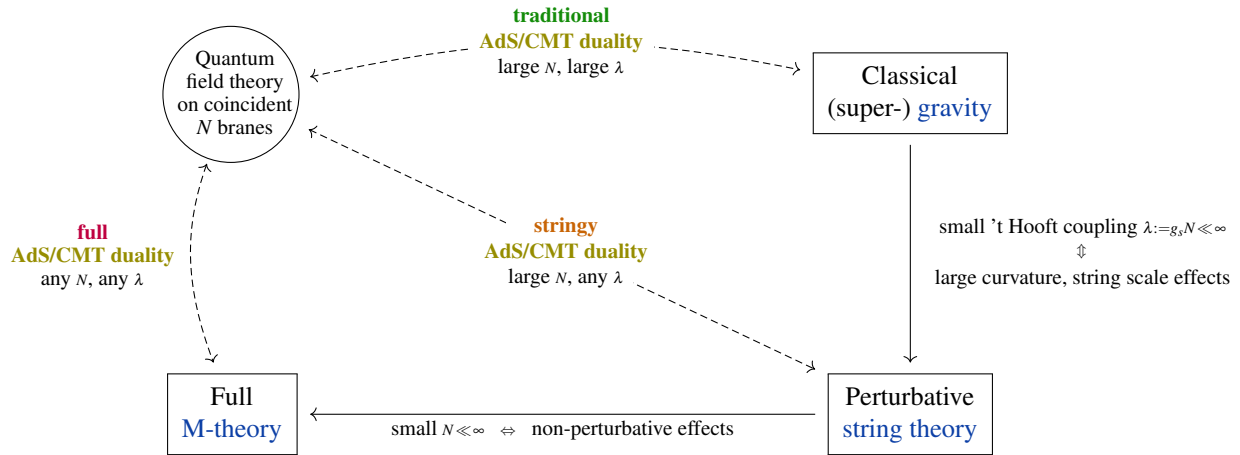 traditional
AdS/CMT duality
large N, large λ
Quantum
field theory
on coincident
N branes
Classical
(super-) gravity
full
AdS/CMT duality
any N, any λ
stringy
AdS/CMT duality
large N, any λ
small ’t Hooft coupling λ:=gₛN≪∞
⇕
large curvature, string scale effects
Full
M-theory
small N≪∞ ⇔ non-perturbative effects
Perturbative
string theory